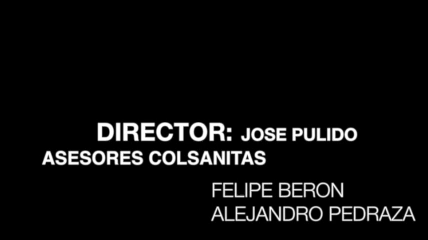 DIRECTOR: JOSE PULIDO
ASESORES COLSANITAS
FELIPE BERON
ALEJANDRO PEDRAZA